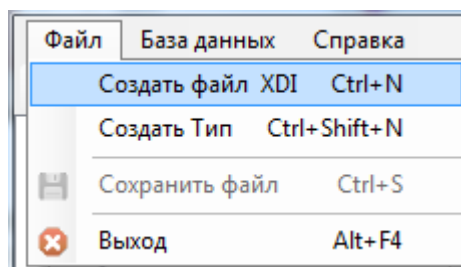 Файл База данных Справка
Создать файл XDI Ctrl+N
Создать Тип Ctrl+Shift+N
Сохранить файл Ctrl+S
Выход Alt+F4